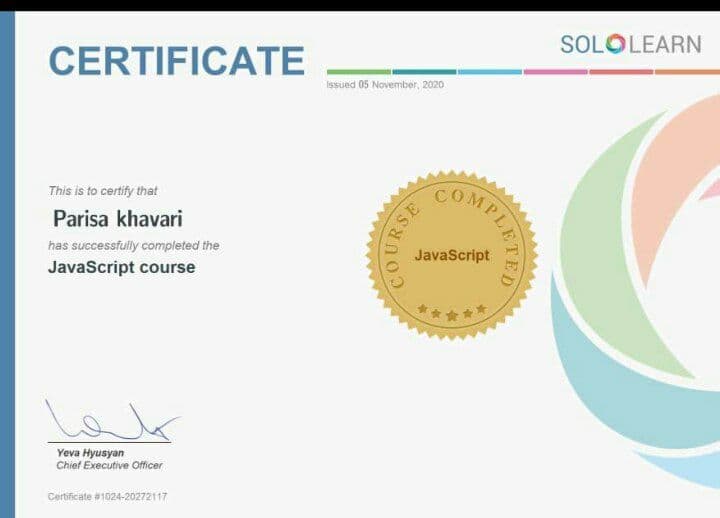 CERTIFICATE
SOLOLEARN
Issued 05 November, 2020
This is to certify that
Parisa khavari
has successfully completed the
JavaScript course
COURSE COMPLETED
JavaScript
Yeva Hyusyan
Chief Executive Officer
Certificate #1024-20272117